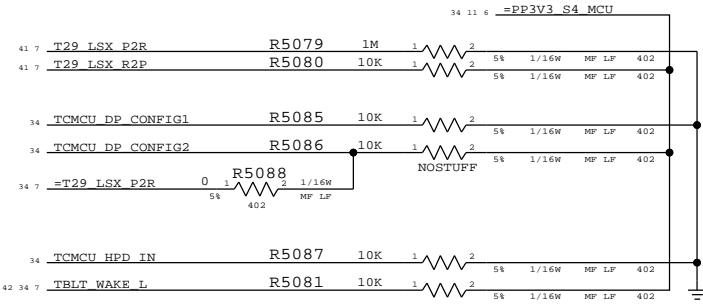 34 11 6 =PP3V3_S4_MCU
41 7 T29_LSX_P2R R5079 1M 1 2 5% 1/16W MF LF 402
41 7 T29_LSX_R2P R5080 10K 1 2 5% 1/16W MF LF 402
34 TCMCU_DP_CONFIG1 R5085 10K 1 2 5% 1/16W MF LF 402
34 TCMCU_DP_CONFIG2 R5086 10K 1 2 5% 1/16W MF LF 402
NOSTUFF
34 7 =T29_LSX_P2R 0 R5088 1 2 1/16W
5% 402 MF LF
34 TCMCU_HPD_IN R5087 10K 1 2 5% 1/16W MF LF 402
42 34 7 TBLT_WAKE_L R5081 10K 1 2 5% 1/16W MF LF 402